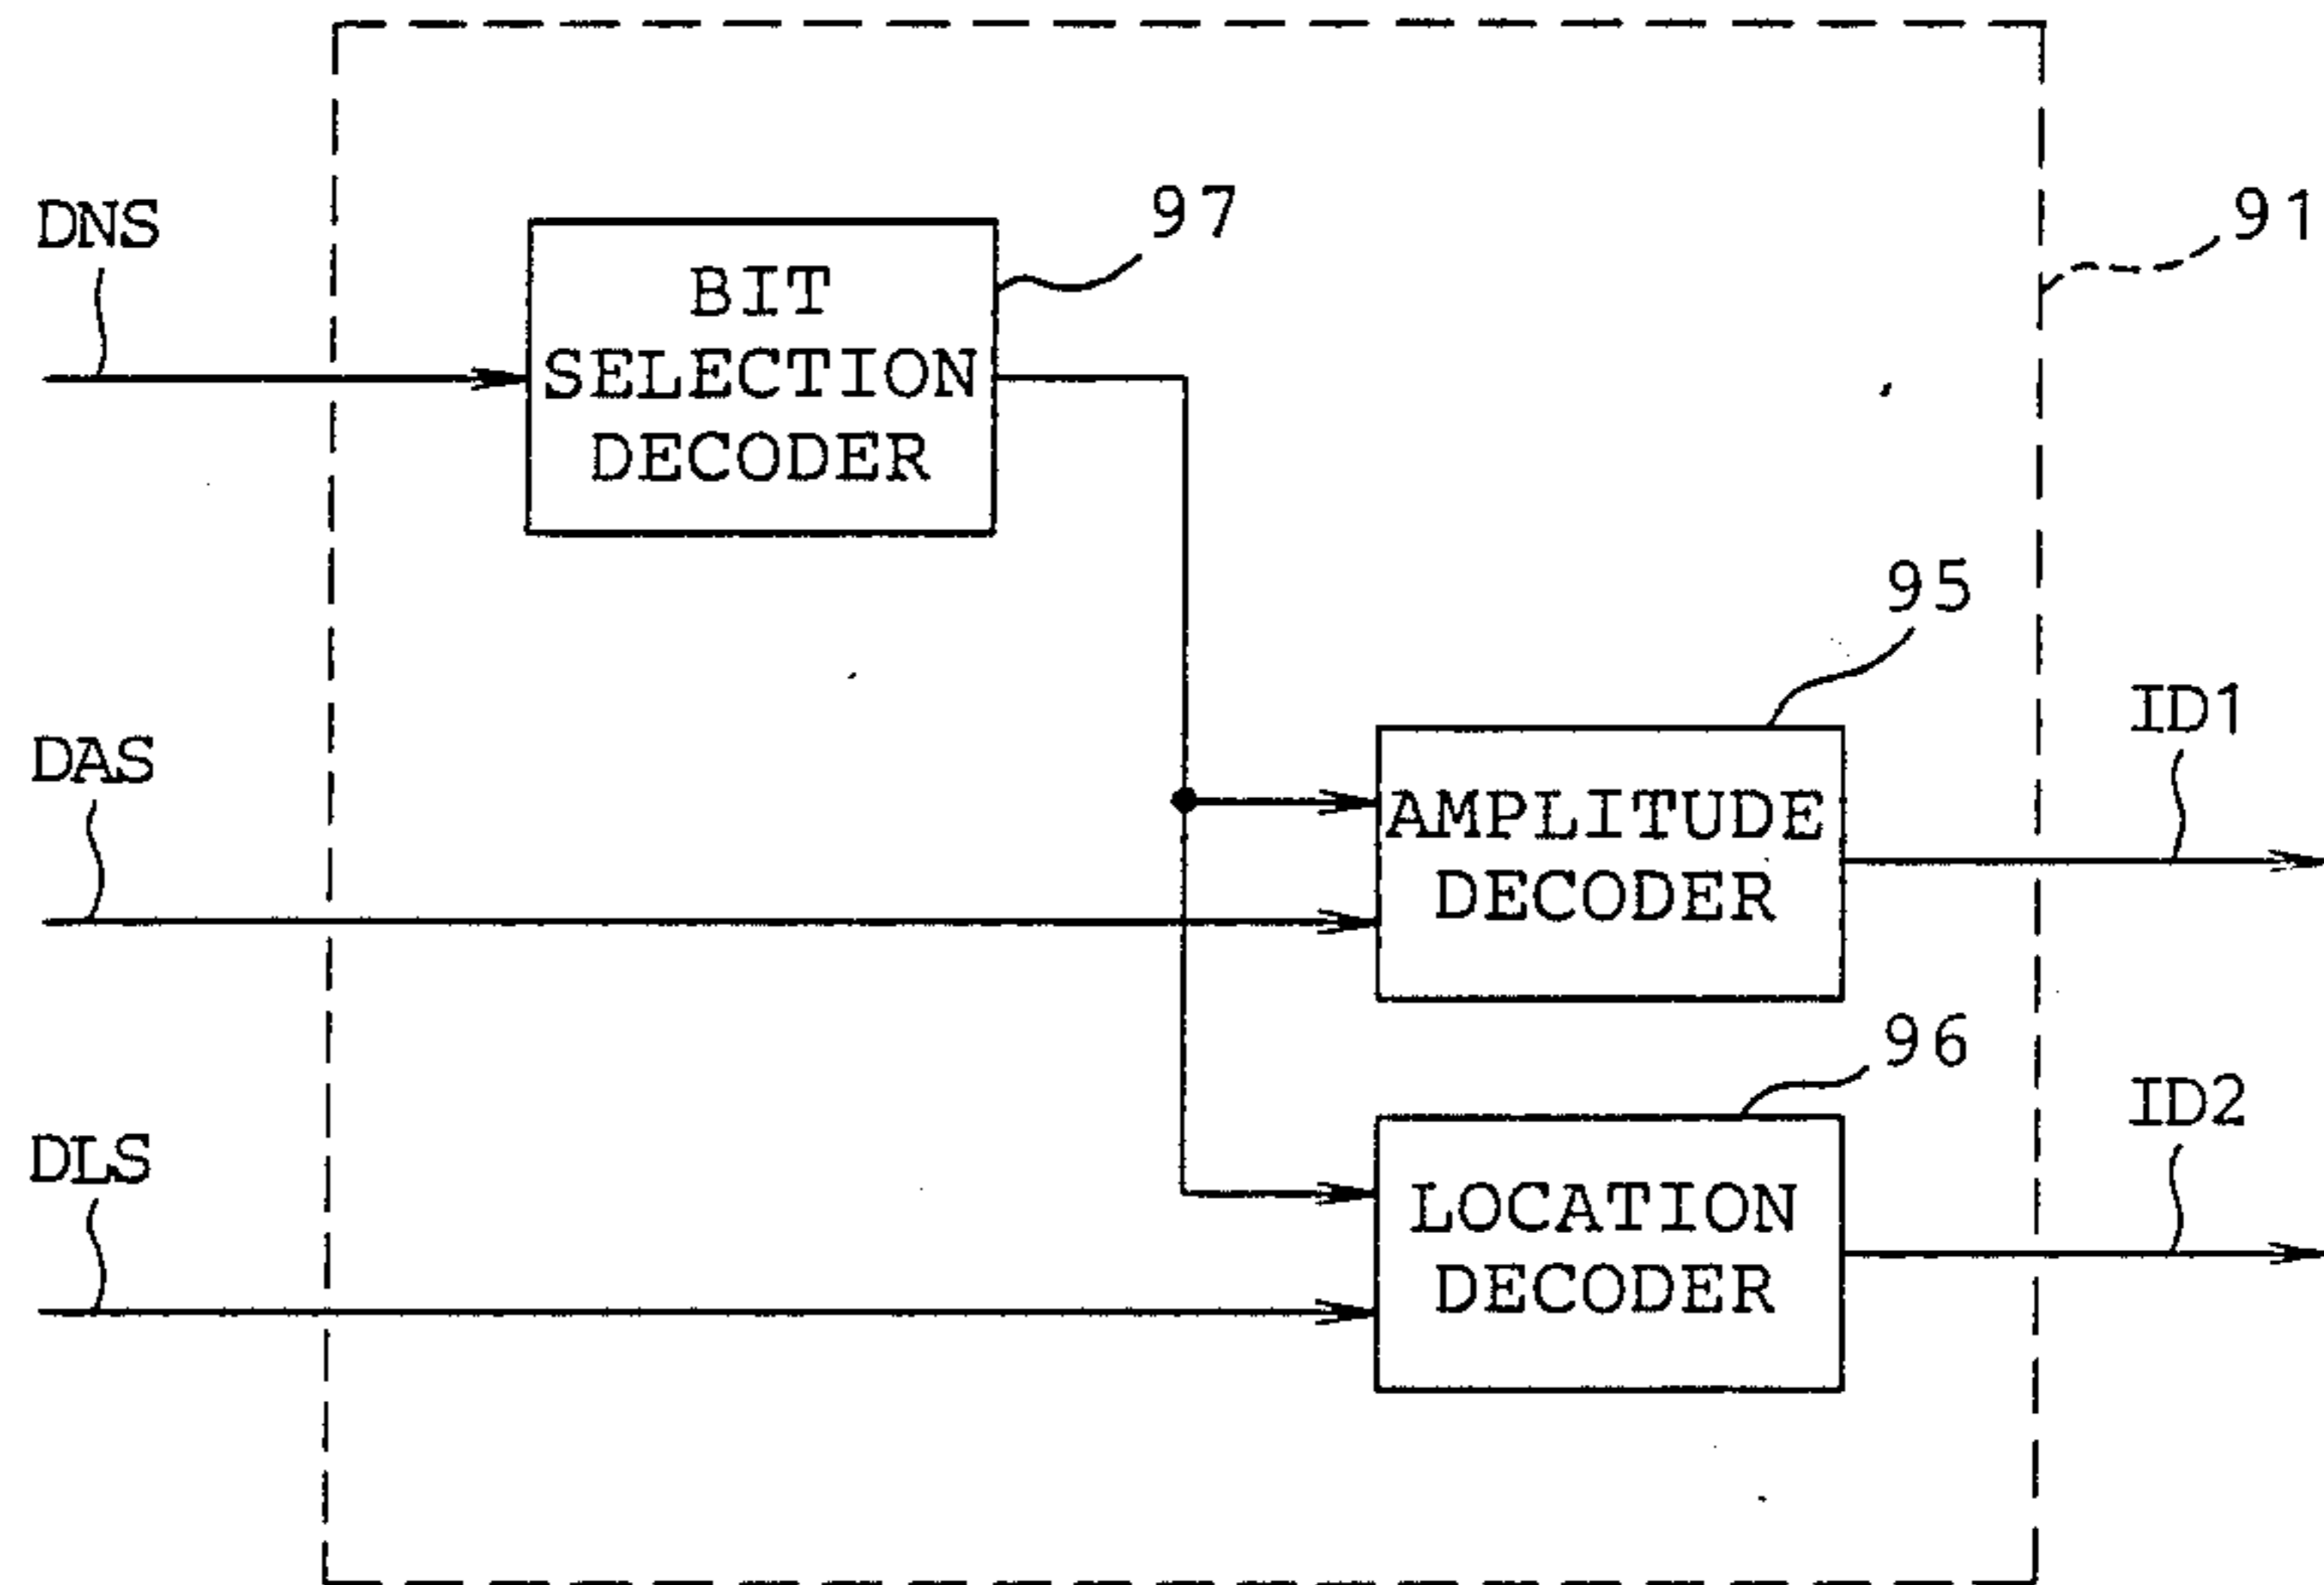 DNS
97
91
BIT
SELECTION
DECODER
95
DAS
ID1
AMPLITUDE
DECODER
96
DLS
ID2
LOCATION
DECODER